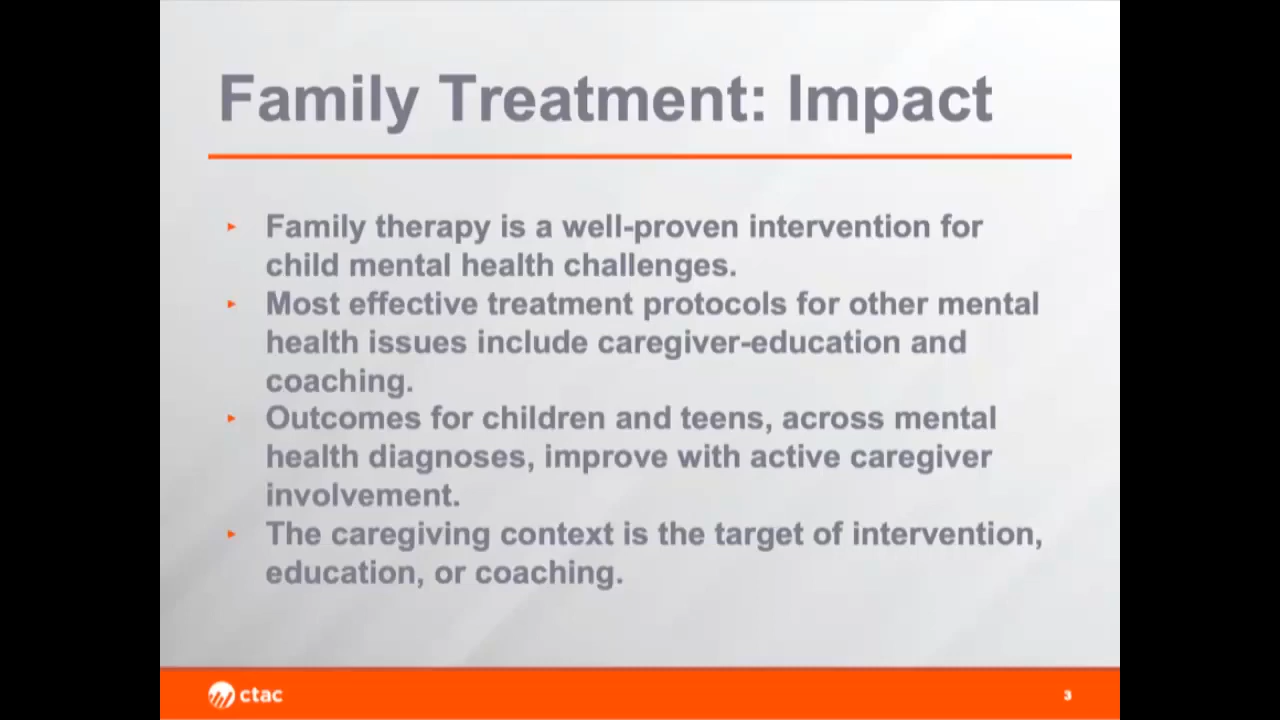 Family Treatment: Impact
Family therapy is a well-proven intervention for
child mental health challenges.
Most effective treatment protocols for other mental
health issues include caregiver-education and
coaching.
Outcomes for children and teens, across mental
health diagnoses, improve with active caregiver
involvement.
The caregiving context is the target of intervention,
education, or coaching.
ctac
3